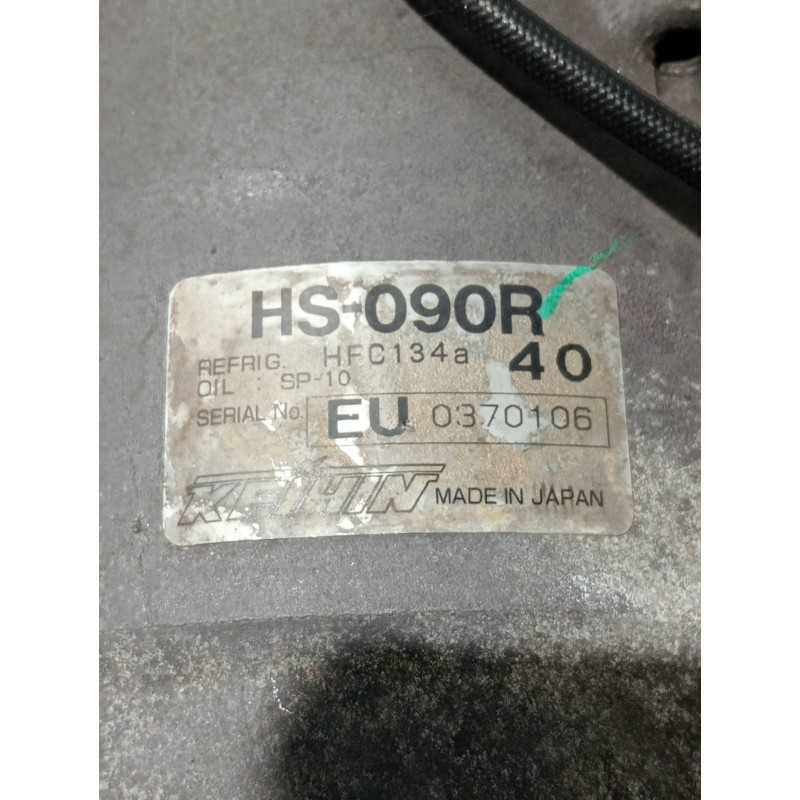 HS-090R
REFRIG. HFC134a 40
OIL : SP-10
SERIAL No. EU 0370106
KEIHIN MADE IN JAPAN